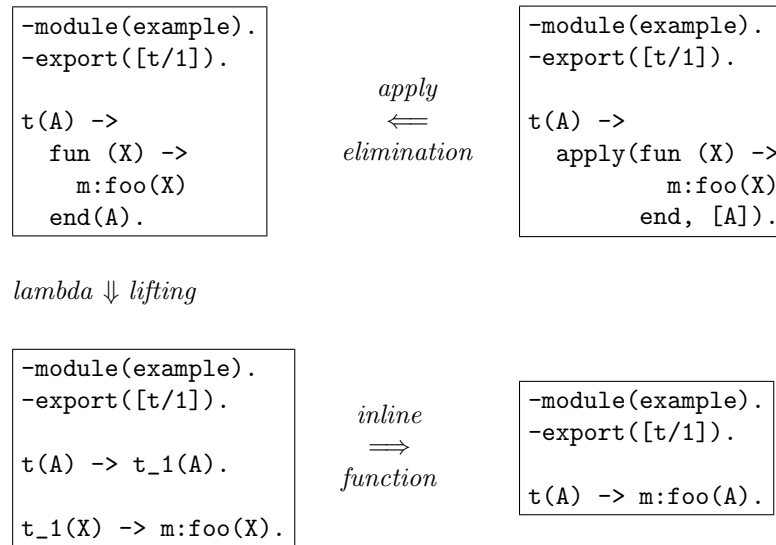 -module(example).
-export([t/1]).
t(A) ->
fun (X) ->
m:foo(X)
end(A).
apply
⟸
elimination
-module(example).
-export([t/1]).
t(A) ->
apply(fun (X) ->
m:foo(X)
end, [A]).
lambda ⇓ lifting
-module(example).
-export([t/1]).
t(A) -> t_1(A).
t_1(X) -> m:foo(X).
inline
⟹
function
-module(example).
-export([t/1]).
t(A) -> m:foo(A).